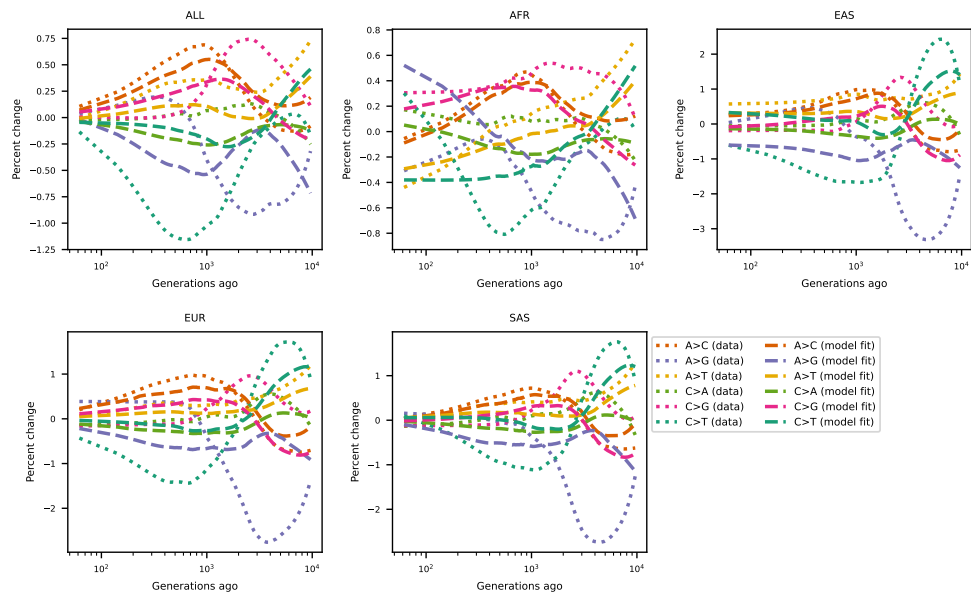 ALL
AFR
EAS
Percent change
0.75
0.50
0.25
0.00
−0.25
−0.50
−0.75
−1.00
−1.25
10² 10³ 10⁴
Generations ago
Percent change
0.8
0.6
0.4
0.2
0.0
−0.2
−0.4
−0.6
−0.8
10² 10³ 10⁴
Generations ago
Percent change
2
1
0
−1
−2
−3
10² 10³ 10⁴
Generations ago
EUR
SAS
Percent change
1
0
−1
−2
10² 10³ 10⁴
Generations ago
Percent change
1
0
−1
−2
10² 10³ 10⁴
Generations ago
A>C (data) A>C (model fit)
A>G (data) A>G (model fit)
A>T (data) A>T (model fit)
C>A (data) C>A (model fit)
C>G (data) C>G (model fit)
C>T (data) C>T (model fit)